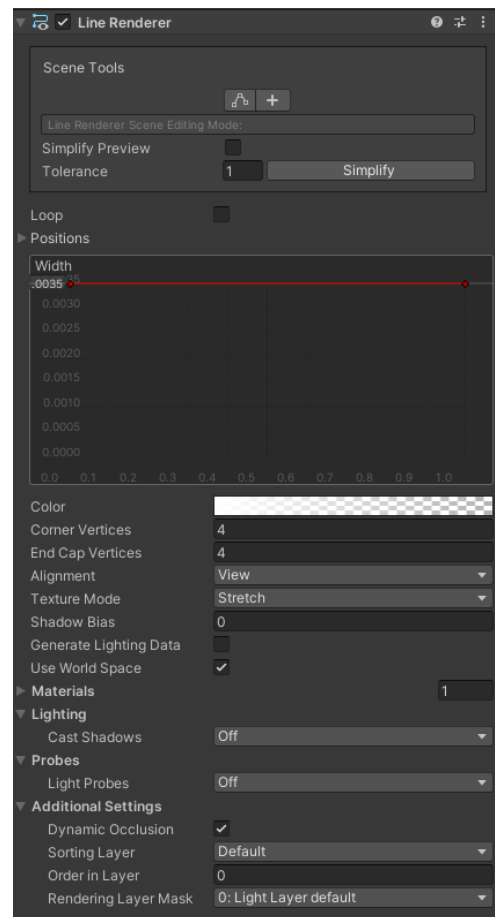 Line Renderer
Scene Tools
Line Renderer Scene Editing Mode:
Simplify Preview
Tolerance 1 Simplify
Loop
Positions
Width
.0035
0.0030
0.0025
0.0020
0.0015
0.0010
0.0005
0.0000
0.0 0.1 0.2 0.3 0.4 0.5 0.6 0.7 0.8 0.9 1.0
Color
Corner Vertices 4
End Cap Vertices 4
Alignment View
Texture Mode Stretch
Shadow Bias 0
Generate Lighting Data
Use World Space
Materials 1
Lighting
Cast Shadows Off
Probes
Light Probes Off
Additional Settings
Dynamic Occlusion
Sorting Layer Default
Order in Layer 0
Rendering Layer Mask 0: Light Layer default